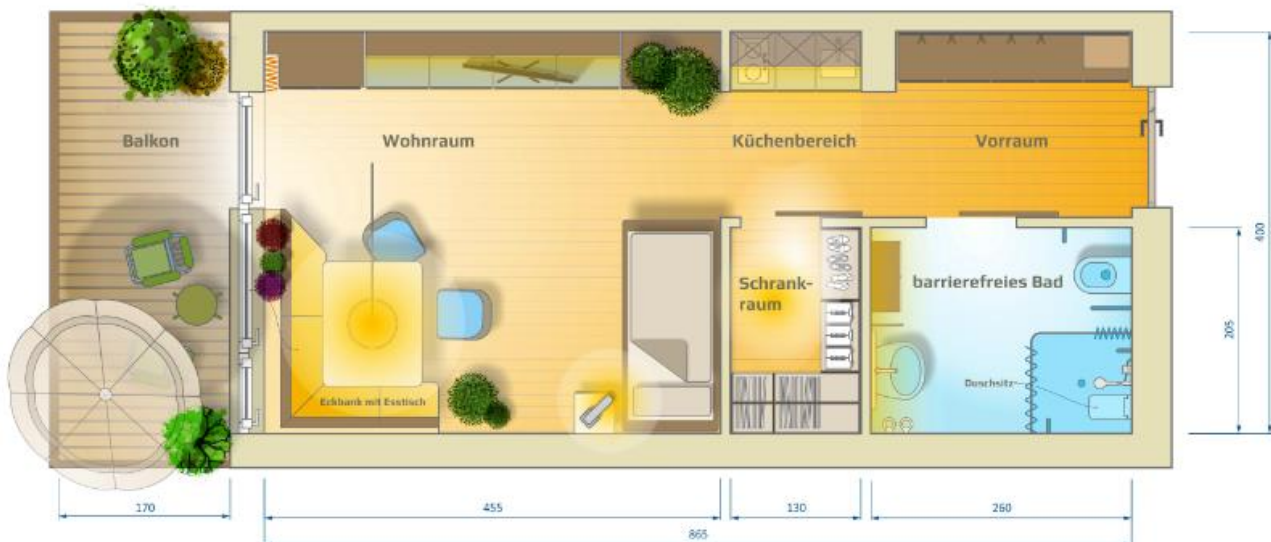 Balkon
Wohnraum
Küchenbereich
Vorraum
Schrank-
raum
barrierefreies Bad
Duschsitz
Eckbank mit Esstisch
400
205
170
455
130
260
865